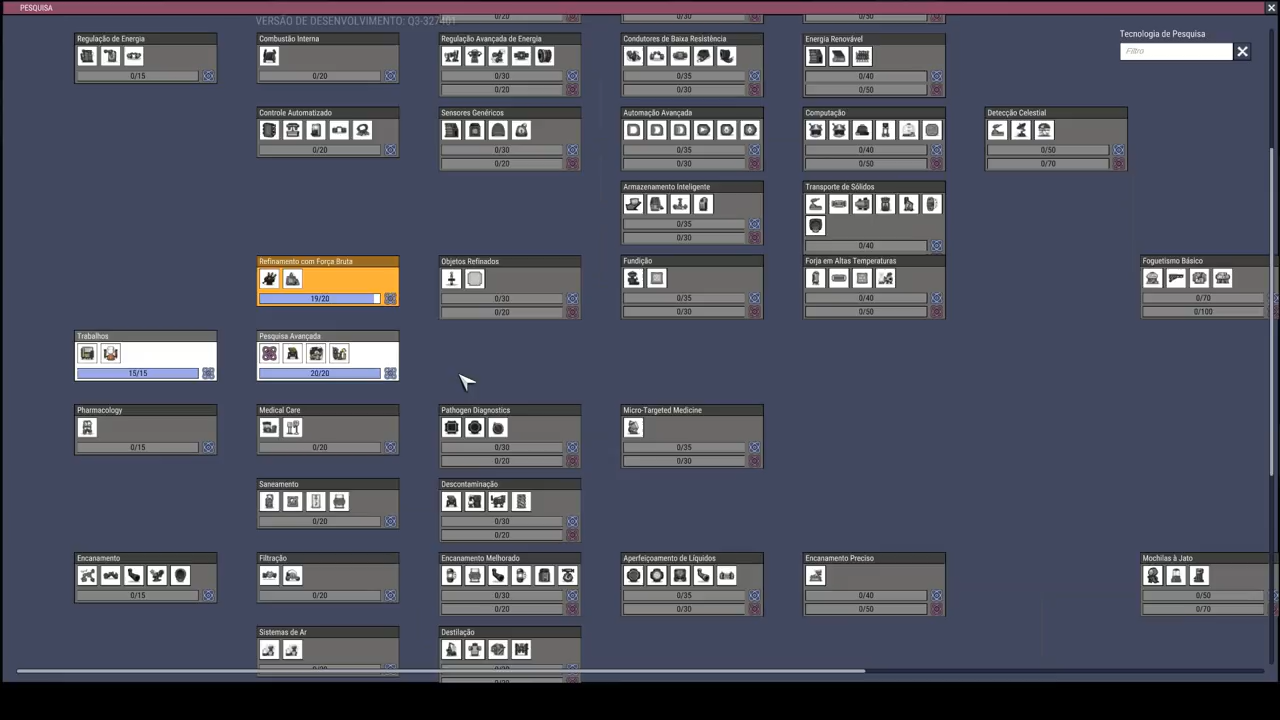 PESQUISA
VERSÃO DE DESENVOLVIMENTO: Q3-327401
0/20
0/30
0/50
Tecnologia de Pesquisa
Filtro
Regulação de Energia
0/15
Combustão Interna
0/20
Regulação Avançada de Energia
0/30
0/20
Condutores de Baixa Resistência
0/35
0/30
Energia Renovável
0/40
0/50
Controle Automatizado
0/20
Sensores Genéricos
0/30
0/20
Automação Avançada
0/35
0/30
Computação
0/40
0/50
Detecção Celestial
0/50
0/70
Armazenamento Inteligente
0/35
0/30
Transporte de Sólidos
0/40
Refinamento com Força Bruta
19/20
Objetos Refinados
0/30
0/20
Fundição
0/35
0/30
Forja em Altas Temperaturas
0/40
0/50
Foguetismo Básico
0/70
0/100
Trabalhos
15/15
Pesquisa Avançada
20/20
Pharmacology
0/15
Medical Care
0/20
Pathogen Diagnostics
0/30
0/20
Micro-Targeted Medicine
0/35
0/30
Saneamento
0/20
Descontaminação
0/30
0/20
Encanamento
0/15
Filtração
0/20
Encanamento Melhorado
0/30
0/20
Aperfeiçoamento de Líquidos
0/35
0/30
Encanamento Preciso
0/40
0/50
Mochilas à Jato
0/50
0/70
Sistemas de Ar
Destilação